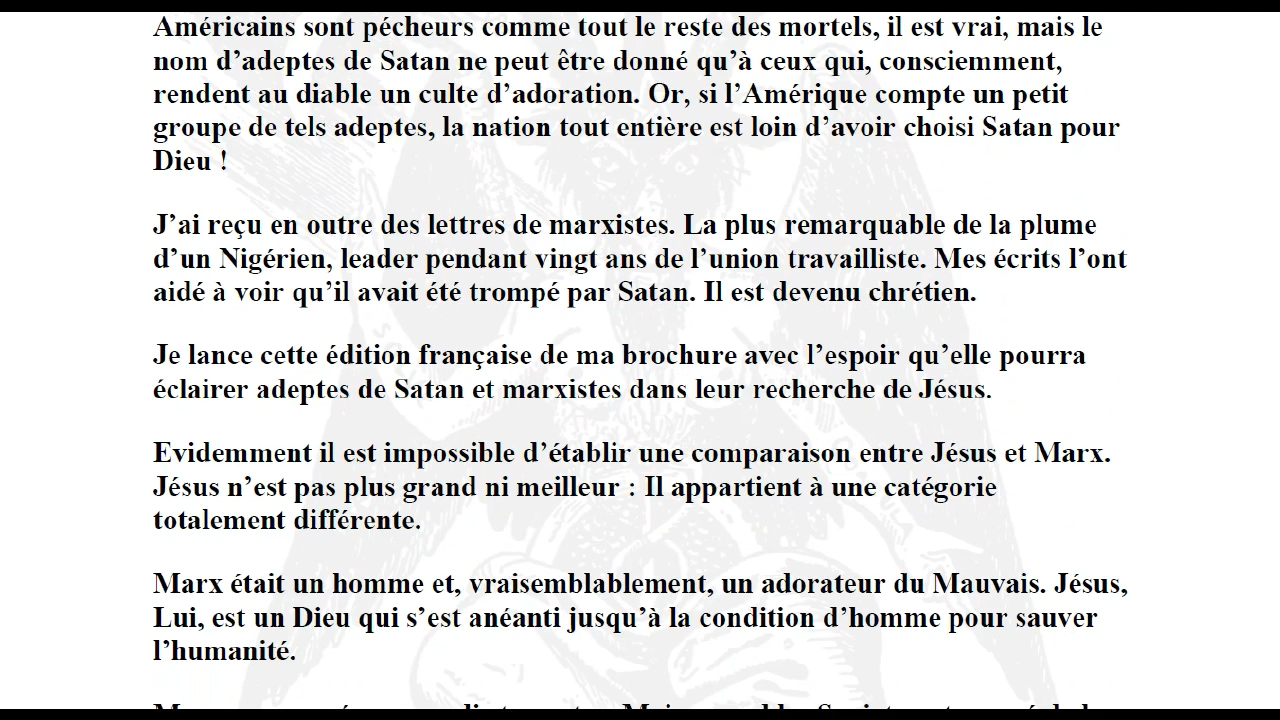 Américains sont pécheurs comme tout le reste des mortels, il est vrai, mais le
nom d’adeptes de Satan ne peut être donné qu’à ceux qui, consciemment,
rendent au diable un culte d’adoration. Or, si l’Amérique compte un petit
groupe de tels adeptes, la nation tout entière est loin d’avoir choisi Satan pour
Dieu !
J’ai reçu en outre des lettres de marxistes. La plus remarquable de la plume
d’un Nigérien, leader pendant vingt ans de l’union travailliste. Mes écrits l’ont
aidé à voir qu’il avait été trompé par Satan. Il est devenu chrétien.
Je lance cette édition française de ma brochure avec l’espoir qu’elle pourra
éclairer adeptes de Satan et marxistes dans leur recherche de Jésus.
Evidemment il est impossible d’établir une comparaison entre Jésus et Marx.
Jésus n’est pas plus grand ni meilleur : Il appartient à une catégorie
totalement différente.
Marx était un homme et, vraisemblablement, un adorateur du Mauvais. Jésus,
Lui, est un Dieu qui s’est anéanti jusqu’à la condition d’homme pour sauver
l’humanité.